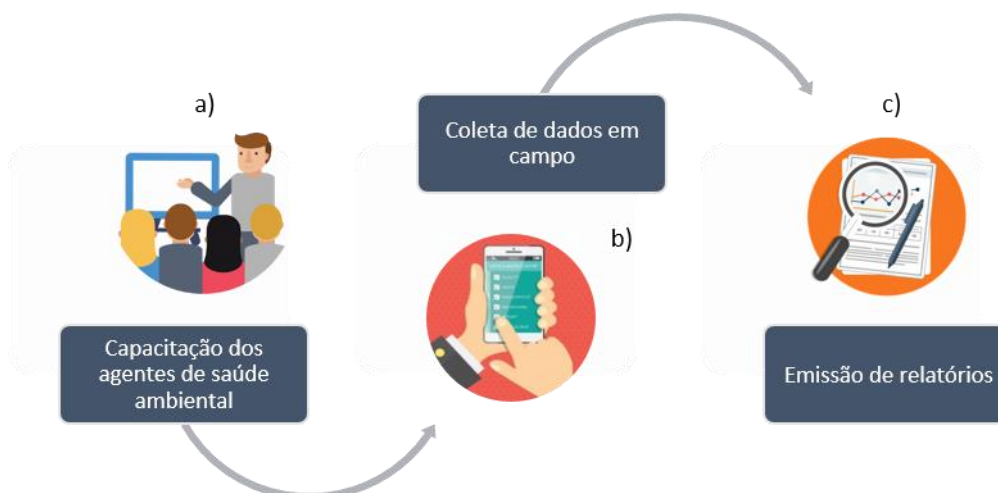 a)
Capacitação dos
agentes de saúde
ambiental
Coleta de dados em
campo
b)
c)
Emissão de relatórios